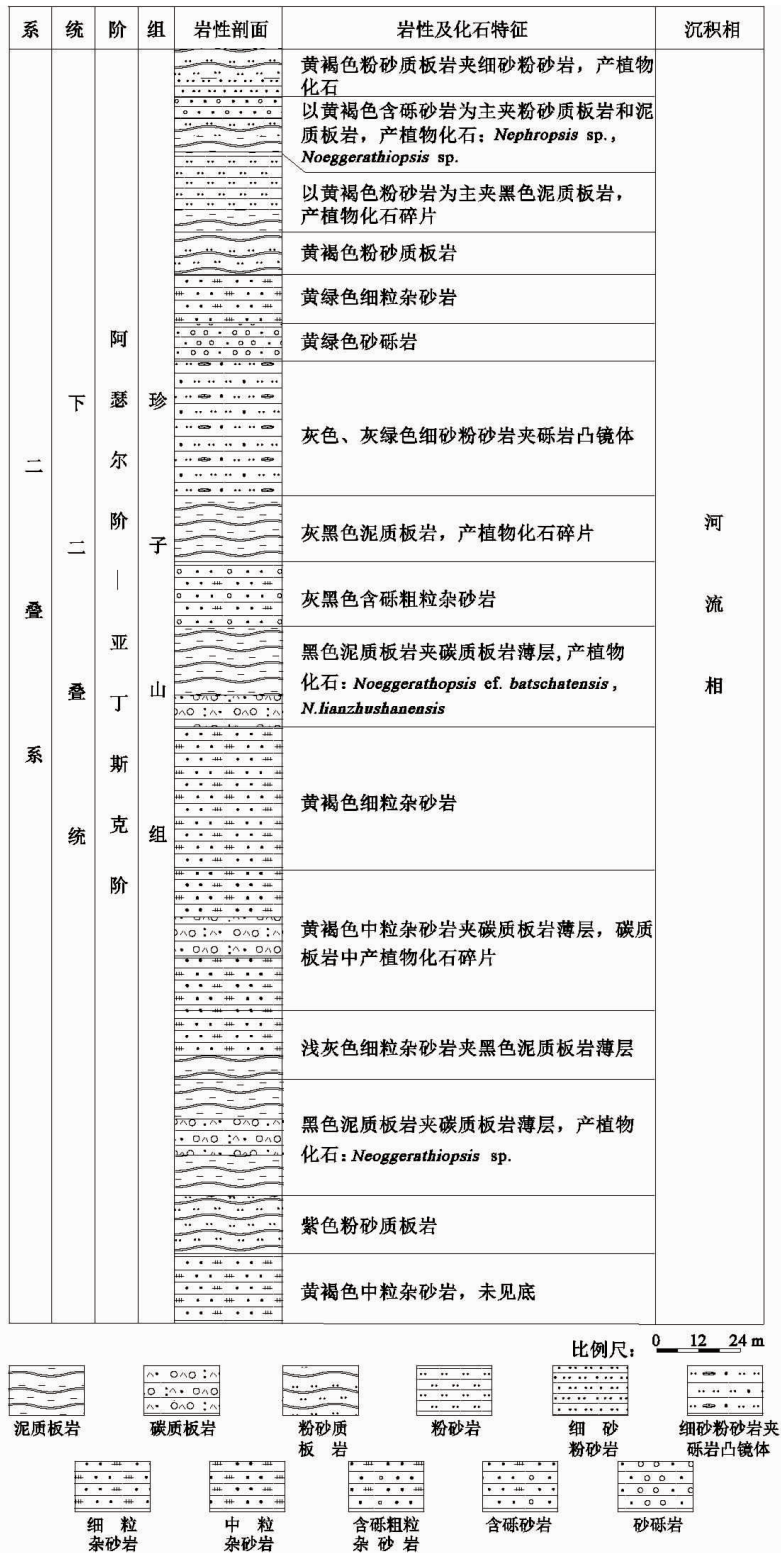 系 统 阶 组 岩性剖面 岩性及化石特征 沉积相
二叠系
下二叠统
阿瑟尔阶—亚丁斯克阶
珍子山组
黄褐色粉砂质板岩夹细砂粉砂岩，产植物
化石
以黄褐色含砾砂岩为主夹粉砂质板岩和泥
质板岩，产植物化石：Nephropsis sp.，
Noeggerathiopsis sp.
以黄褐色粉砂岩为主夹黑色泥质板岩，
产植物化石碎片
黄褐色粉砂质板岩
黄绿色细粒杂砂岩
黄绿色砂砾岩
灰色、灰绿色细砂粉砂岩夹砾岩凸镜体
灰黑色泥质板岩，产植物化石碎片
灰黑色含砾粗粒杂砂岩
黑色泥质板岩夹碳质板岩薄层,产植物
化石：Noeggerathopsis cf. batschatensis，
N.lianzhushanensis
黄褐色细粒杂砂岩
黄褐色中粒杂砂岩夹碳质板岩薄层，碳质
板岩中产植物化石碎片
浅灰色细粒杂砂岩夹黑色泥质板岩薄层
黑色泥质板岩夹碳质板岩薄层，产植物
化石：Neoggerathiopsis sp.
紫色粉砂质板岩
黄褐色中粒杂砂岩，未见底
河流相
比例尺： 0 12 24 m
泥质板岩
碳质板岩
粉砂质
板 岩
粉砂岩
细 砂
粉砂岩
细砂粉砂岩夹
砾岩凸镜体
细 粒
杂砂岩
中 粒
杂砂岩
含砾粗粒
杂 砂 岩
含砾砂岩
砂砾岩